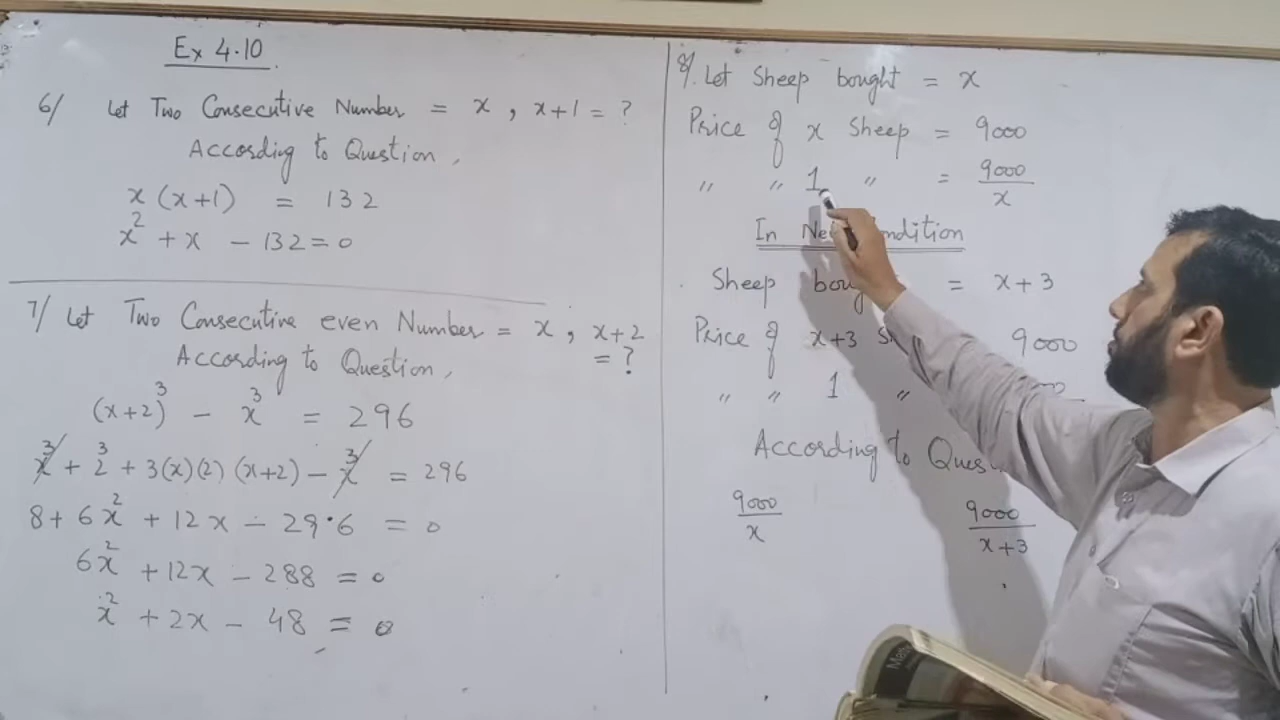 Ex 4.10
6/ Let Two Consecutive Number = x , x+1 = ?
According to Question,
x (x+1) = 132
x² + x - 132 = 0
7/ Let Two Consecutive even Number = x , x+2
= ?
According to Question,
(x+2)³ - x³ = 296
x³ + 2³ + 3(x)(2)(x+2) - x³ = 296
8 + 6x² + 12x - 296 = 0
6x² + 12x - 288 = 0
x² + 2x - 48 = 0
8/. Let Sheep bought = x
Price of x Sheep = 9000
" " 1 " = 9000/x
In
Sheep = x+3
Price of x+3 9000
" " 1 "
According to
9000/x 9000/x+3